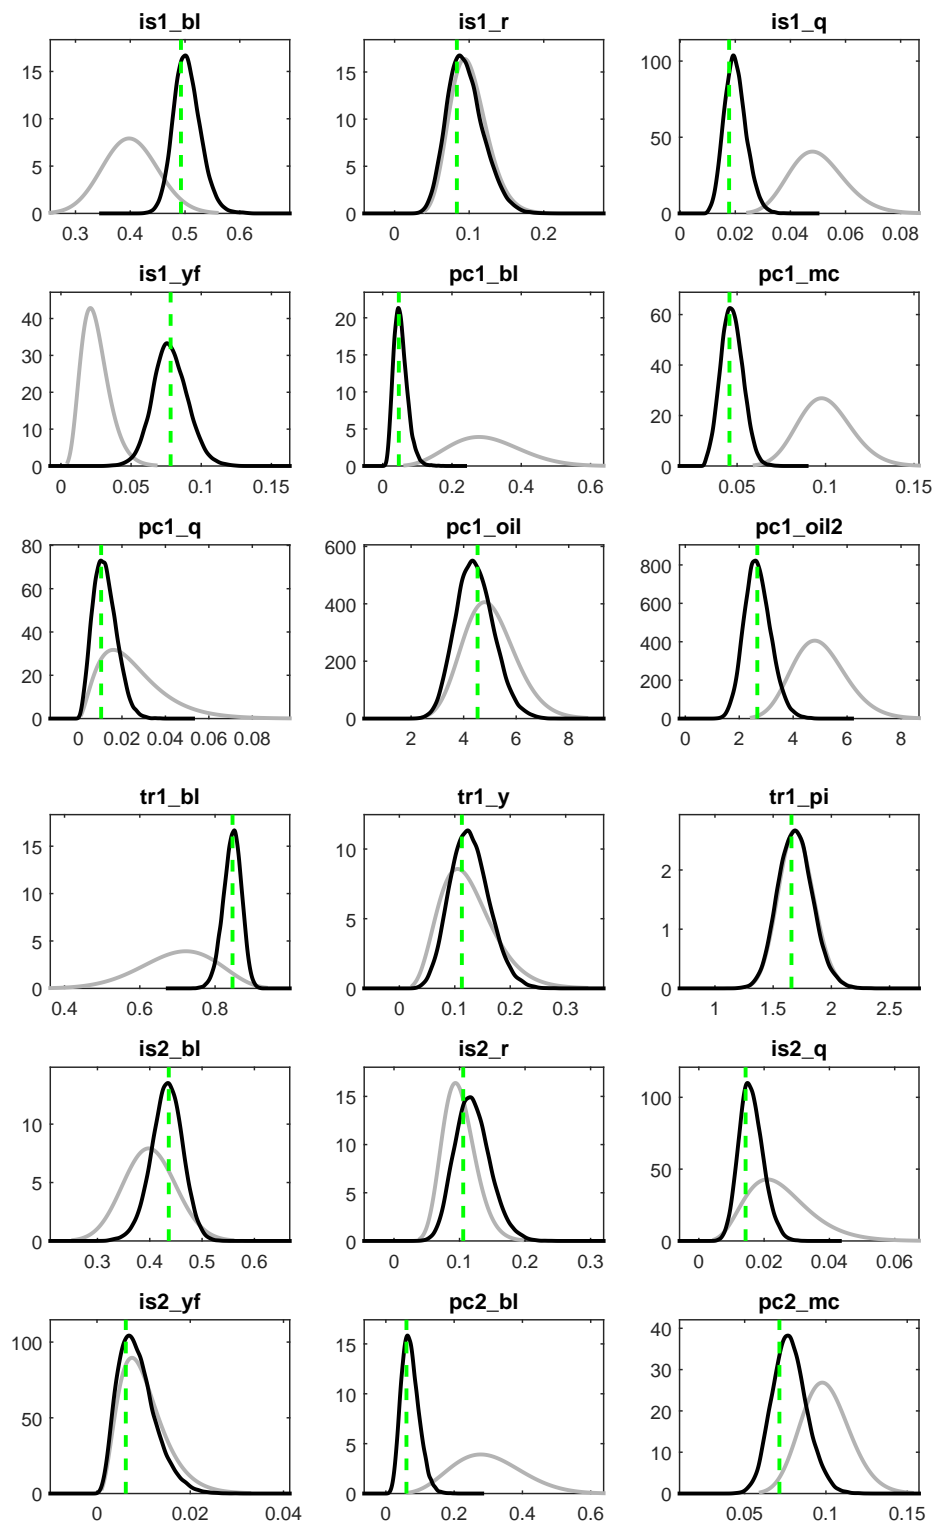 is1_bl is1_r is1_q
15 10 5 0 0.3 0.4 0.5 0.6
15 10 5 0 0 0.1 0.2
100 50 0 0 0.02 0.04 0.06 0.08
is1_yf pc1_bl pc1_mc
40 30 20 10 0 0 0.05 0.1 0.15
20 15 10 5 0 0 0.2 0.4 0.6
60 40 20 0 0.05 0.1 0.15
pc1_q pc1_oil pc1_oil2
80 60 40 20 0 0 0.02 0.04 0.06 0.08
600 400 200 0 2 4 6 8
800 600 400 200 0 0 2 4 6 8
tr1_bl tr1_y tr1_pi
15 10 5 0 0.4 0.6 0.8
10 5 0 0 0.1 0.2 0.3
2 1 0 1 1.5 2 2.5
is2_bl is2_r is2_q
10 5 0 0.3 0.4 0.5 0.6
15 10 5 0 0 0.1 0.2 0.3
100 50 0 0 0.02 0.04 0.06
is2_yf pc2_bl pc2_mc
100 50 0 0 0.02 0.04
15 10 5 0 0 0.2 0.4 0.6
40 30 20 10 0 0.05 0.1 0.15